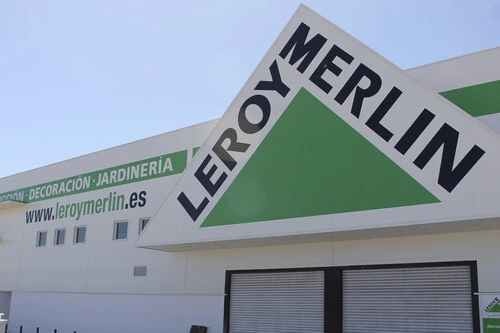 LEROY MERLIN
DECORACIÓN · JARDINERÍA
www.leroymerlin.es